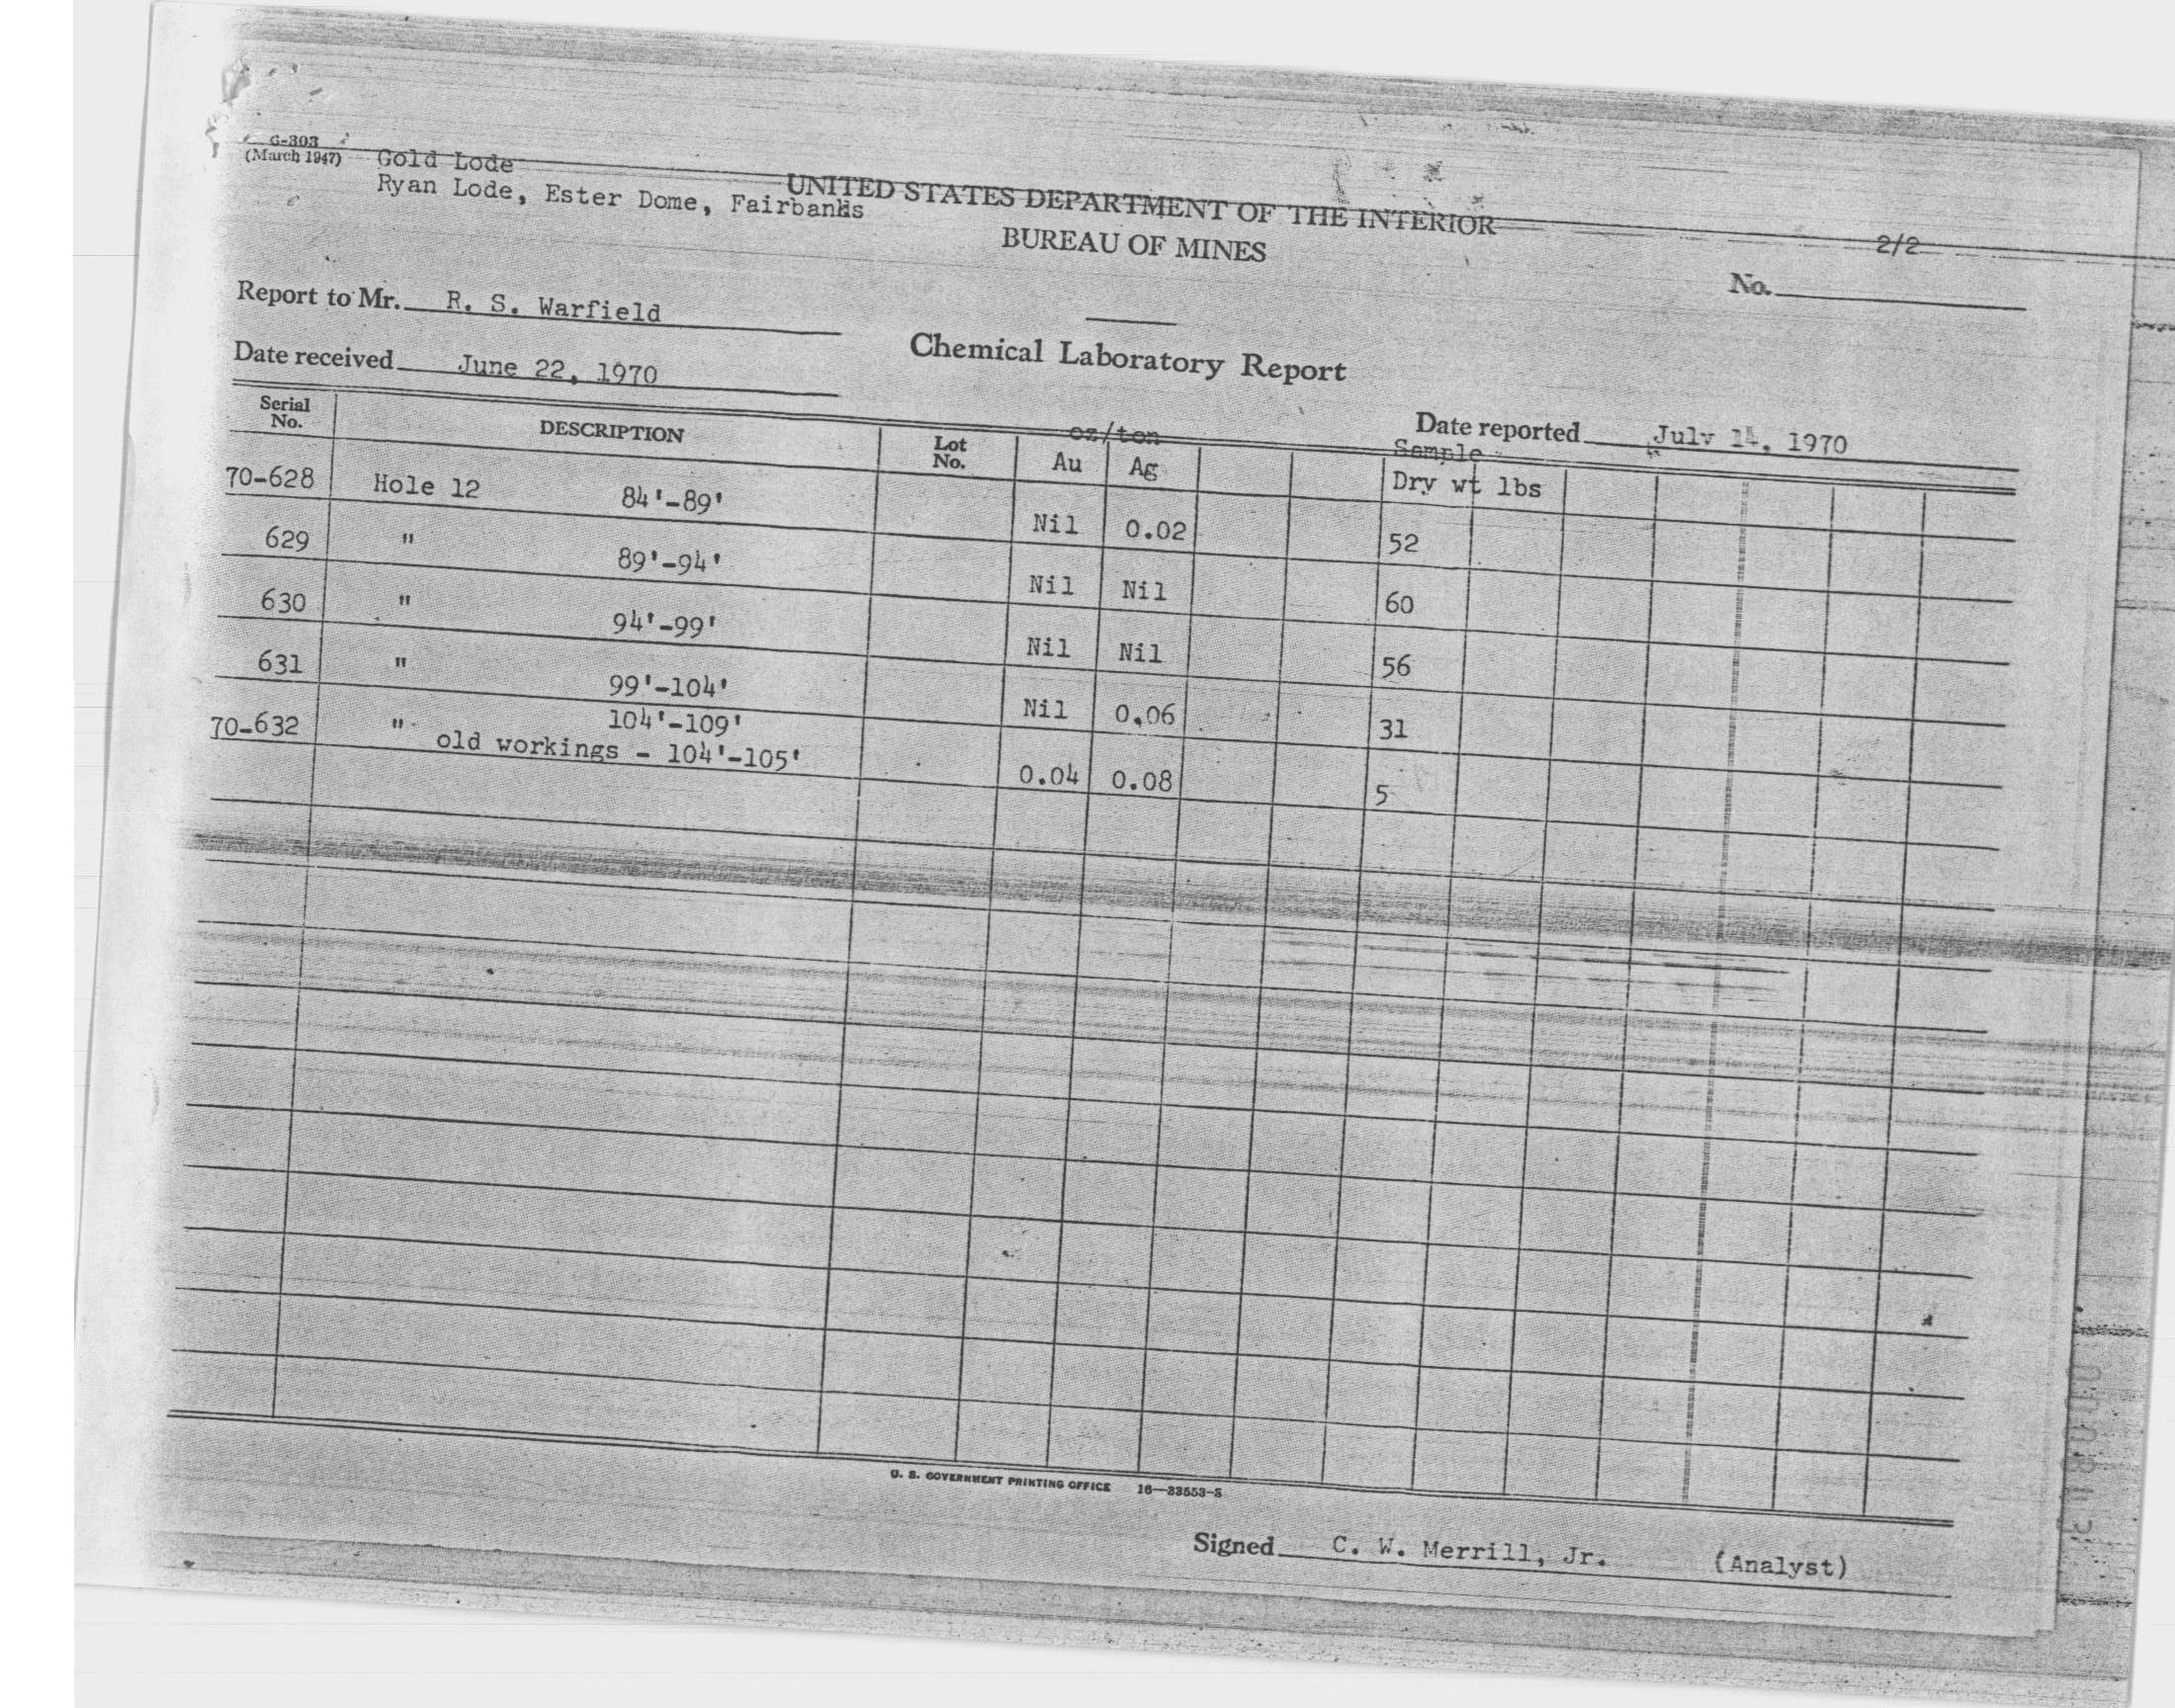 G-303
(March 1947)
Gold Lode
Ryan Lode, Ester Dome, Fairbanks
UNITED STATES DEPARTMENT OF THE INTERIOR
BUREAU OF MINES
2/2
No.
Report to Mr. R. S. Warfield
Date received June 22, 1970
Chemical Laboratory Report
Date reported July 14, 1970
Serial No. DESCRIPTION Lot No. oz/ton Au Ag Sample Dry wt lbs
70-628 Hole 12 84'-89' Nil 0.02 52
629 " 89'-94' Nil Nil 60
630 " 94'-99' Nil Nil 56
631 " 99'-104' Nil 0.06 31
70-632 " 104'-109' 0.04 0.08 5
old workings - 104'-105'
U. S. GOVERNMENT PRINTING OFFICE 16—33553-S
Signed C. W. Merrill, Jr. (Analyst)